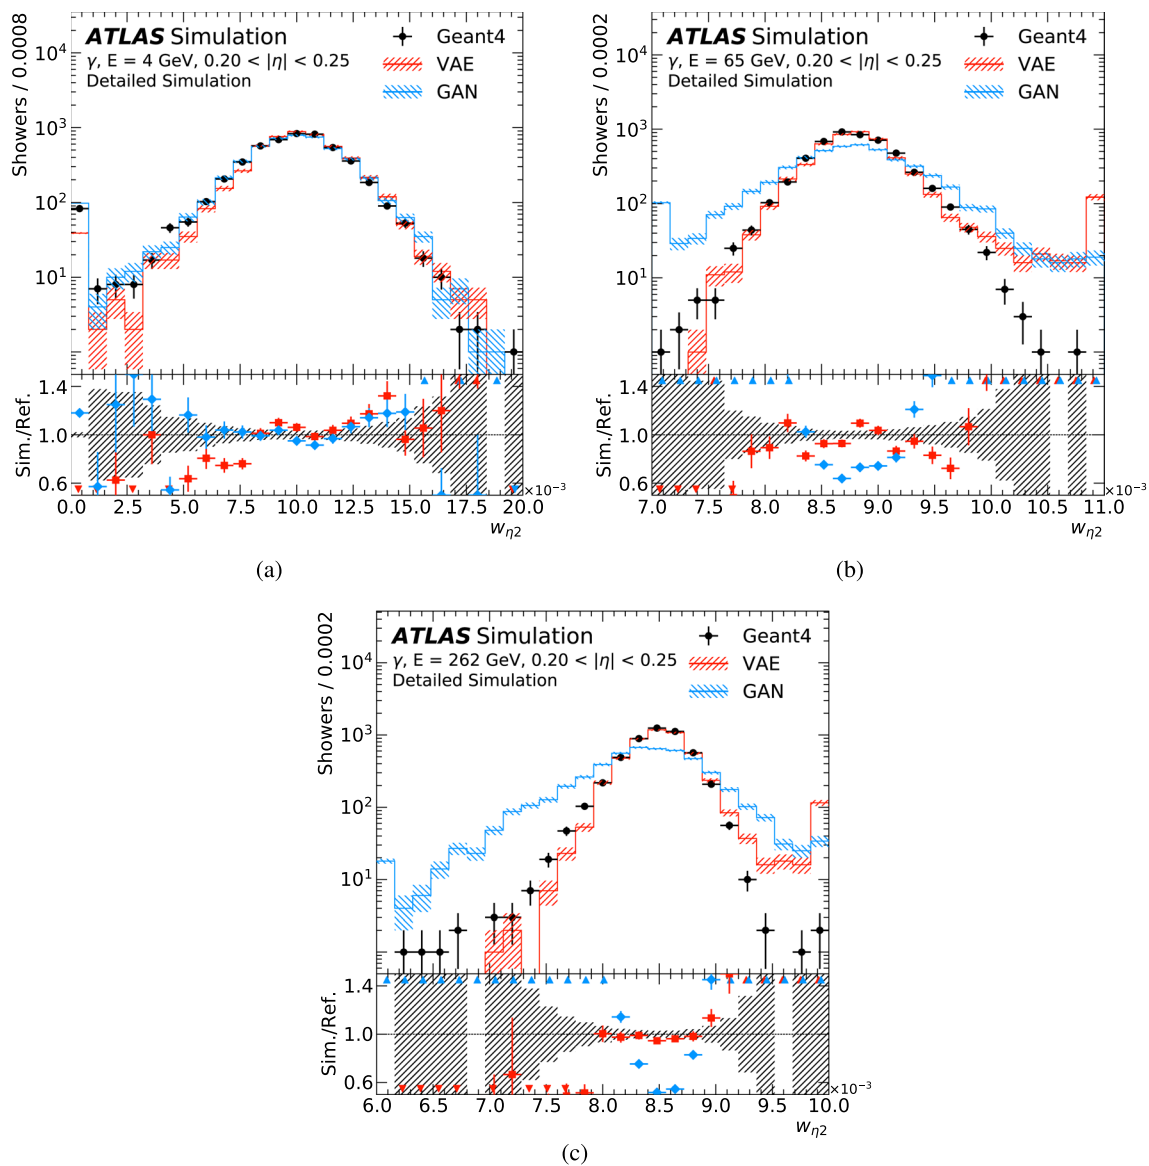 ATLAS Simulation
γ, E = 4 GeV, 0.20 < |η| < 0.25
Detailed Simulation
Geant4
VAE
GAN
Showers / 0.0008
10⁴
10³
10²
10¹
Sim./Ref.
1.4
1.0
0.6
0.0 2.5 5.0 7.5 10.0 12.5 15.0 17.5 20.0
×10⁻³
wη2
(a)
ATLAS Simulation
γ, E = 65 GeV, 0.20 < |η| < 0.25
Detailed Simulation
Geant4
VAE
GAN
Showers / 0.0002
10⁴
10³
10²
10¹
Sim./Ref.
1.4
1.0
0.6
7.0 7.5 8.0 8.5 9.0 9.5 10.0 10.5 11.0
×10⁻³
wη2
(b)
ATLAS Simulation
γ, E = 262 GeV, 0.20 < |η| < 0.25
Detailed Simulation
Geant4
VAE
GAN
Showers / 0.0002
10⁴
10³
10²
10¹
Sim./Ref.
1.4
1.0
0.6
6.0 6.5 7.0 7.5 8.0 8.5 9.0 9.5 10.0
×10⁻³
wη2
(c)